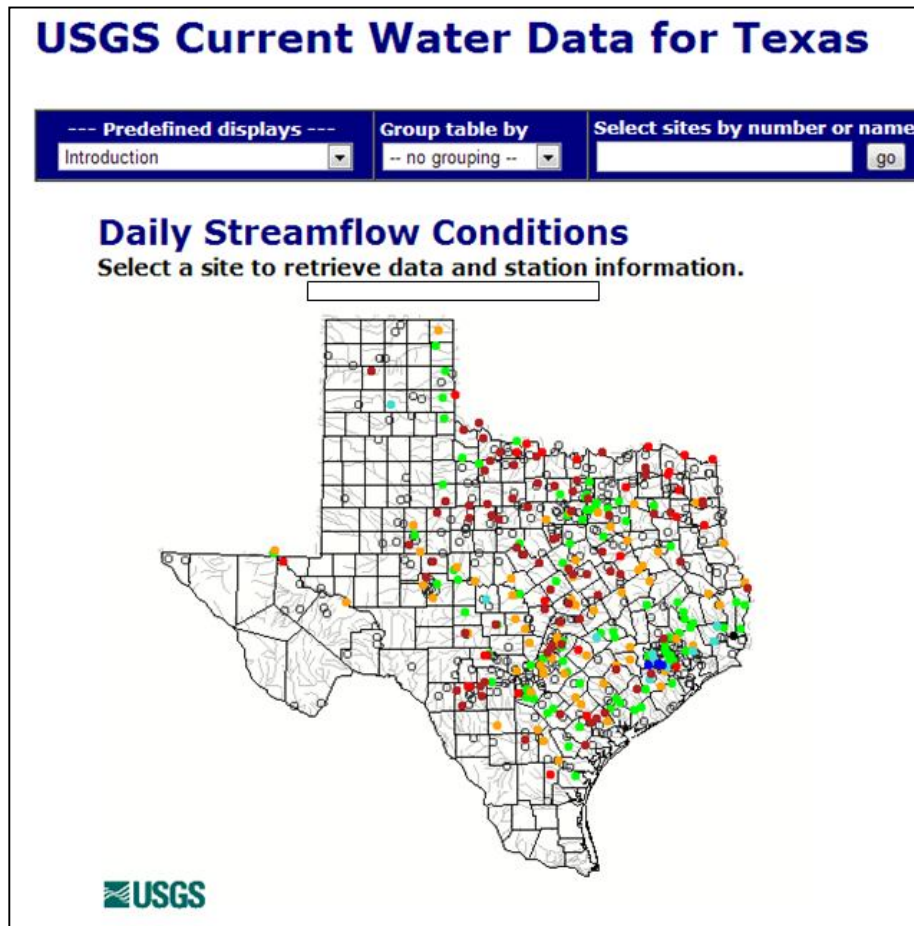 USGS Current Water Data for Texas
--- Predefined displays ---
Introduction
Group table by
-- no grouping --
Select sites by number or name
go
Daily Streamflow Conditions
Select a site to retrieve data and station information.
USGS